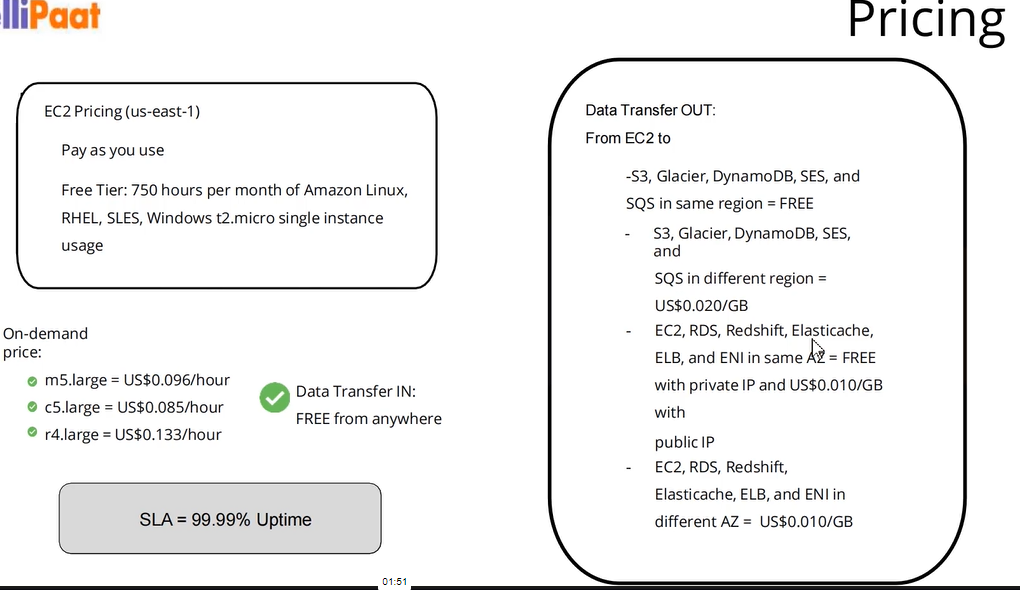 lliPaat
Pricing
EC2 Pricing (us-east-1)
Pay as you use
Free Tier: 750 hours per month of Amazon Linux,
RHEL, SLES, Windows t2.micro single instance
usage
On-demand
price:
m5.large = US$0.096/hour
c5.large = US$0.085/hour
r4.large = US$0.133/hour
Data Transfer IN:
FREE from anywhere
SLA = 99.99% Uptime
Data Transfer OUT:
From EC2 to
-S3, Glacier, DynamoDB, SES, and
SQS in same region = FREE
- S3, Glacier, DynamoDB, SES,
and
SQS in different region =
US$0.020/GB
- EC2, RDS, Redshift, Elasticache,
ELB, and ENI in same AZ = FREE
with private IP and US$0.010/GB
with
public IP
- EC2, RDS, Redshift,
Elasticache, ELB, and ENI in
different AZ = US$0.010/GB
01:51